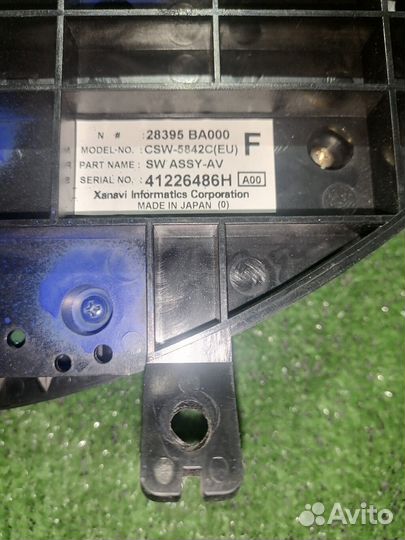 N # :28395 BA000
MODEL-NO. :CSW-5842C(EU) F
PART NAME :SW ASSY-AV
SERIAL NO. :41226486H A00
Xanavi Informatics Corporation
MADE IN JAPAN (0)
Avito